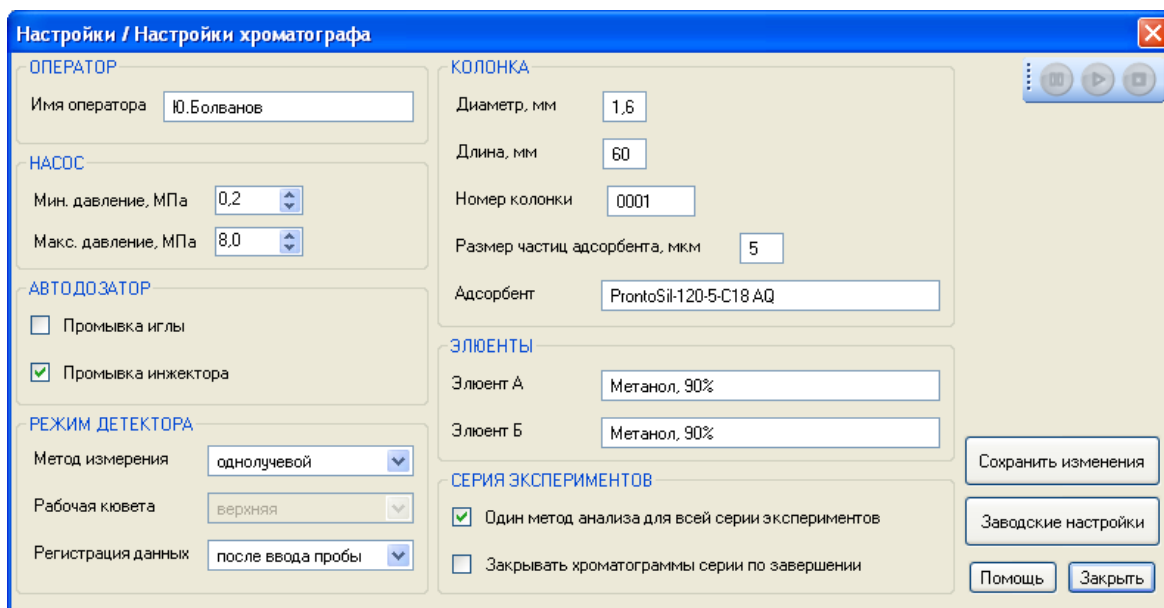 Настройки / Настройки хроматографа
ОПЕРАТОР
Имя оператора Ю.Болванов
НАСОС
Мин. давление, МПа 0,2
Макс. давление, МПа 8,0
АВТОДОЗАТОР
Промывка иглы
Промывка инжектора
РЕЖИМ ДЕТЕКТОРА
Метод измерения однолучевой
Рабочая кювета верхняя
Регистрация данных после ввода пробы
КОЛОНКА
Диаметр, мм 1,6
Длина, мм 60
Номер колонки 0001
Размер частиц адсорбента, мкм 5
Адсорбент ProntoSil-120-5-C18 AQ
ЭЛЮЕНТЫ
Элюент А Метанол, 90%
Элюент Б Метанол, 90%
СЕРИЯ ЭКСПЕРИМЕНТОВ
Один метод анализа для всей серии экспериментов
Закрывать хроматограммы серии по завершении
Сохранить изменения
Заводские настройки
Помощь Закрыть